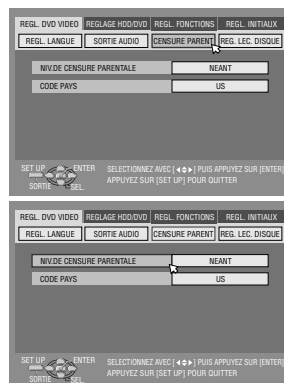 REGL. DVD VIDEO REGLAGE HDD/DVD REGL. FONCTIONS REGL. INITIAUX
REGL. LANGUE SORTIE AUDIO CENSURE PARENT. REG. LEC. DISQUE
NIV.DE CENSURE PARENTALE NEANT
CODE PAYS US
SET UP ENTER SELECTIONNEZ AVEC [ ] PUIS APPUYEZ SUR [ENTER]
SORTIE SEL. APPUYEZ SUR [SET UP] POUR QUITTER
REGL. DVD VIDEO REGLAGE HDD/DVD REGL. FONCTIONS REGL. INITIAUX
REGL. LANGUE SORTIE AUDIO CENSURE PARENT. REG. LEC. DISQUE
NIV.DE CENSURE PARENTALE NEANT
CODE PAYS US
SET UP ENTER SELECTIONNEZ AVEC [ ] PUIS APPUYEZ SUR [ENTER]
SORTIE SEL. APPUYEZ SUR [SET UP] POUR QUITTER